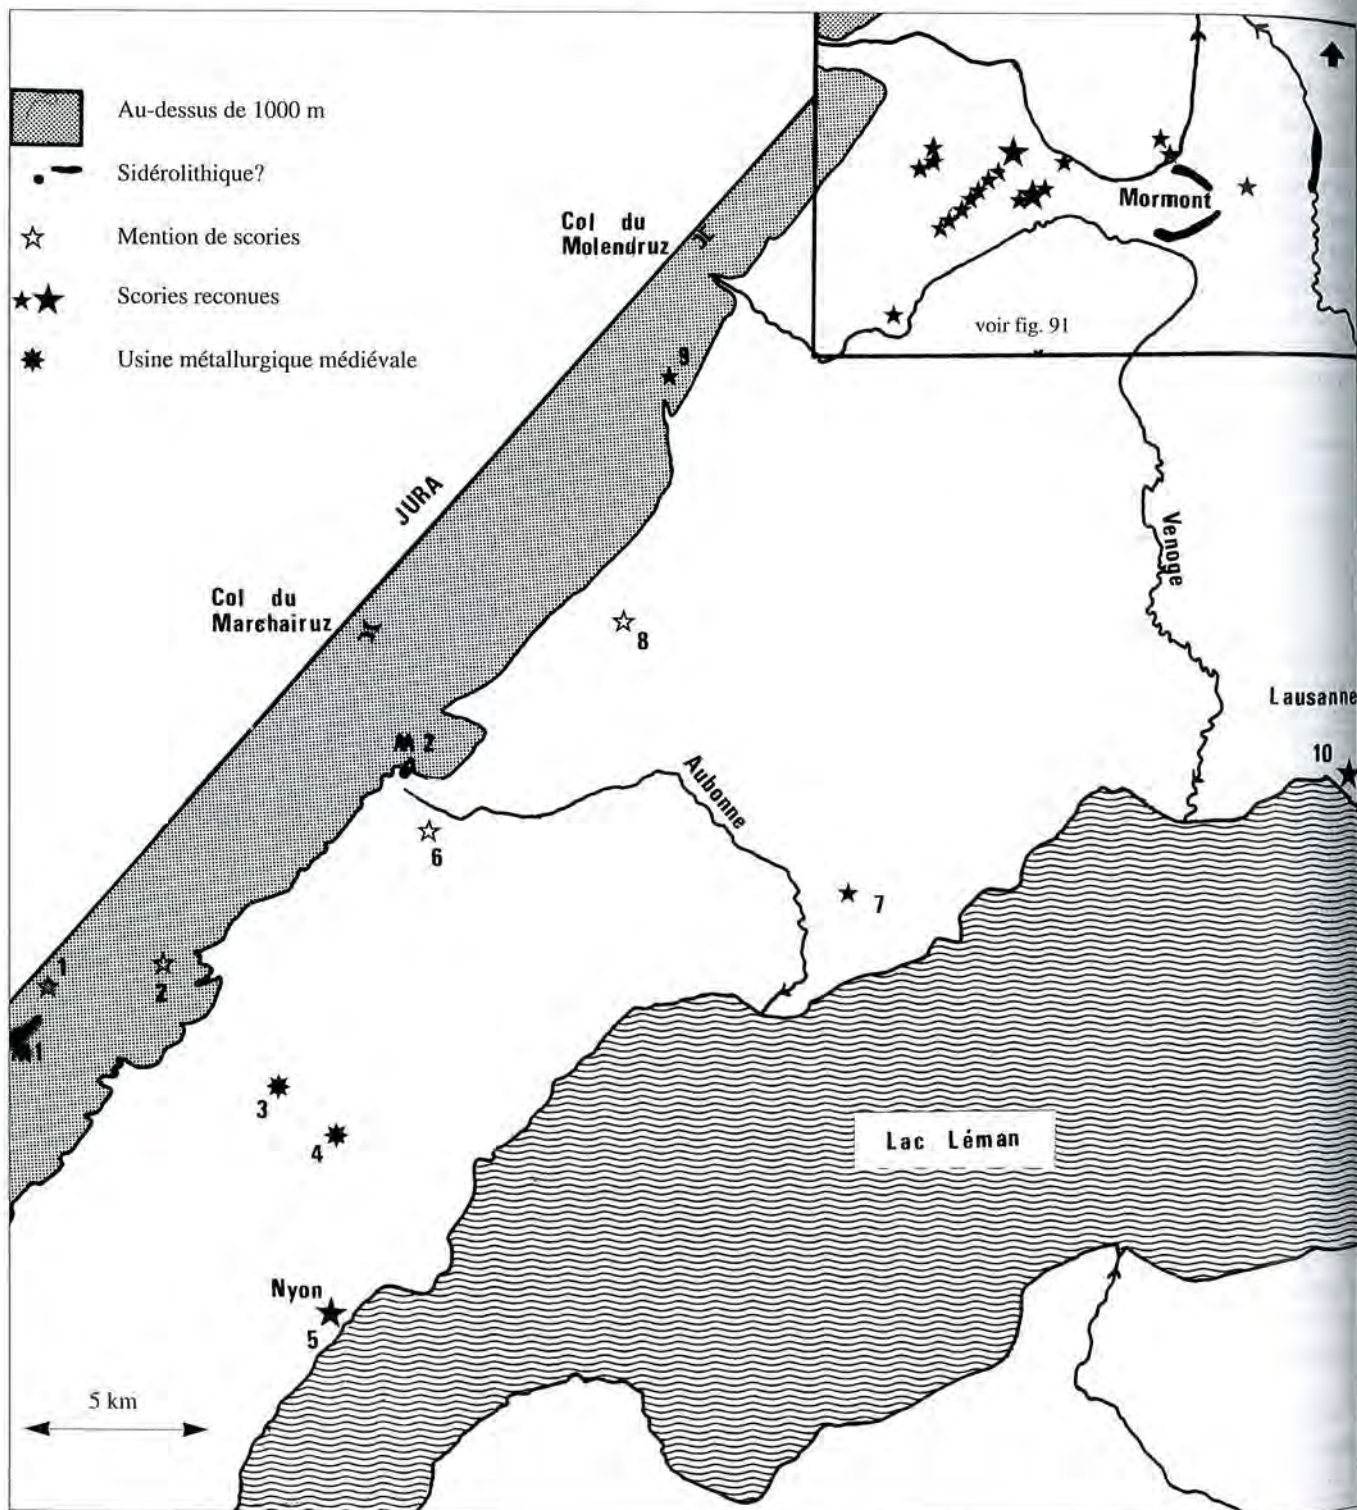 Au-dessus de 1000 m
Sidérolithique?
Mention de scories
Scories reconues
Usine métallurgique médiévale
Col du
Molendruz
Mormont
voir fig. 91
9
JURA
Venoge
Col du
Marchairuz
8
Lausanne
M 2
10
Aubonne
6
7
1
2
M1
3
4
Lac Léman
Nyon
5
5 km